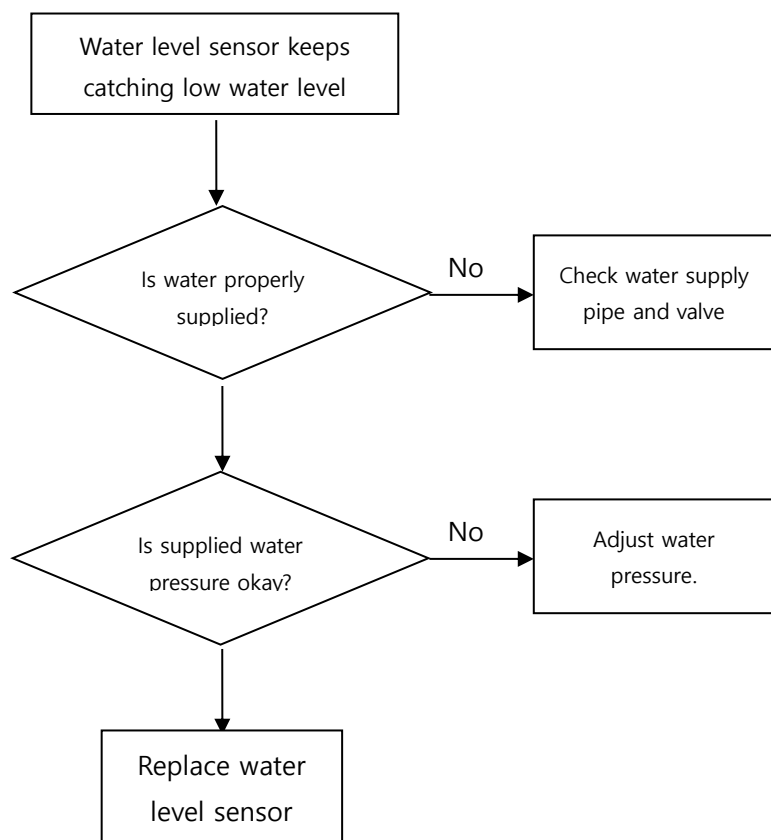 Water level sensor keeps
catching low water level
Is water properly
supplied?
No
Check water supply
pipe and valve
Is supplied water
pressure okay?
No
Adjust water
pressure.
Replace water
level sensor